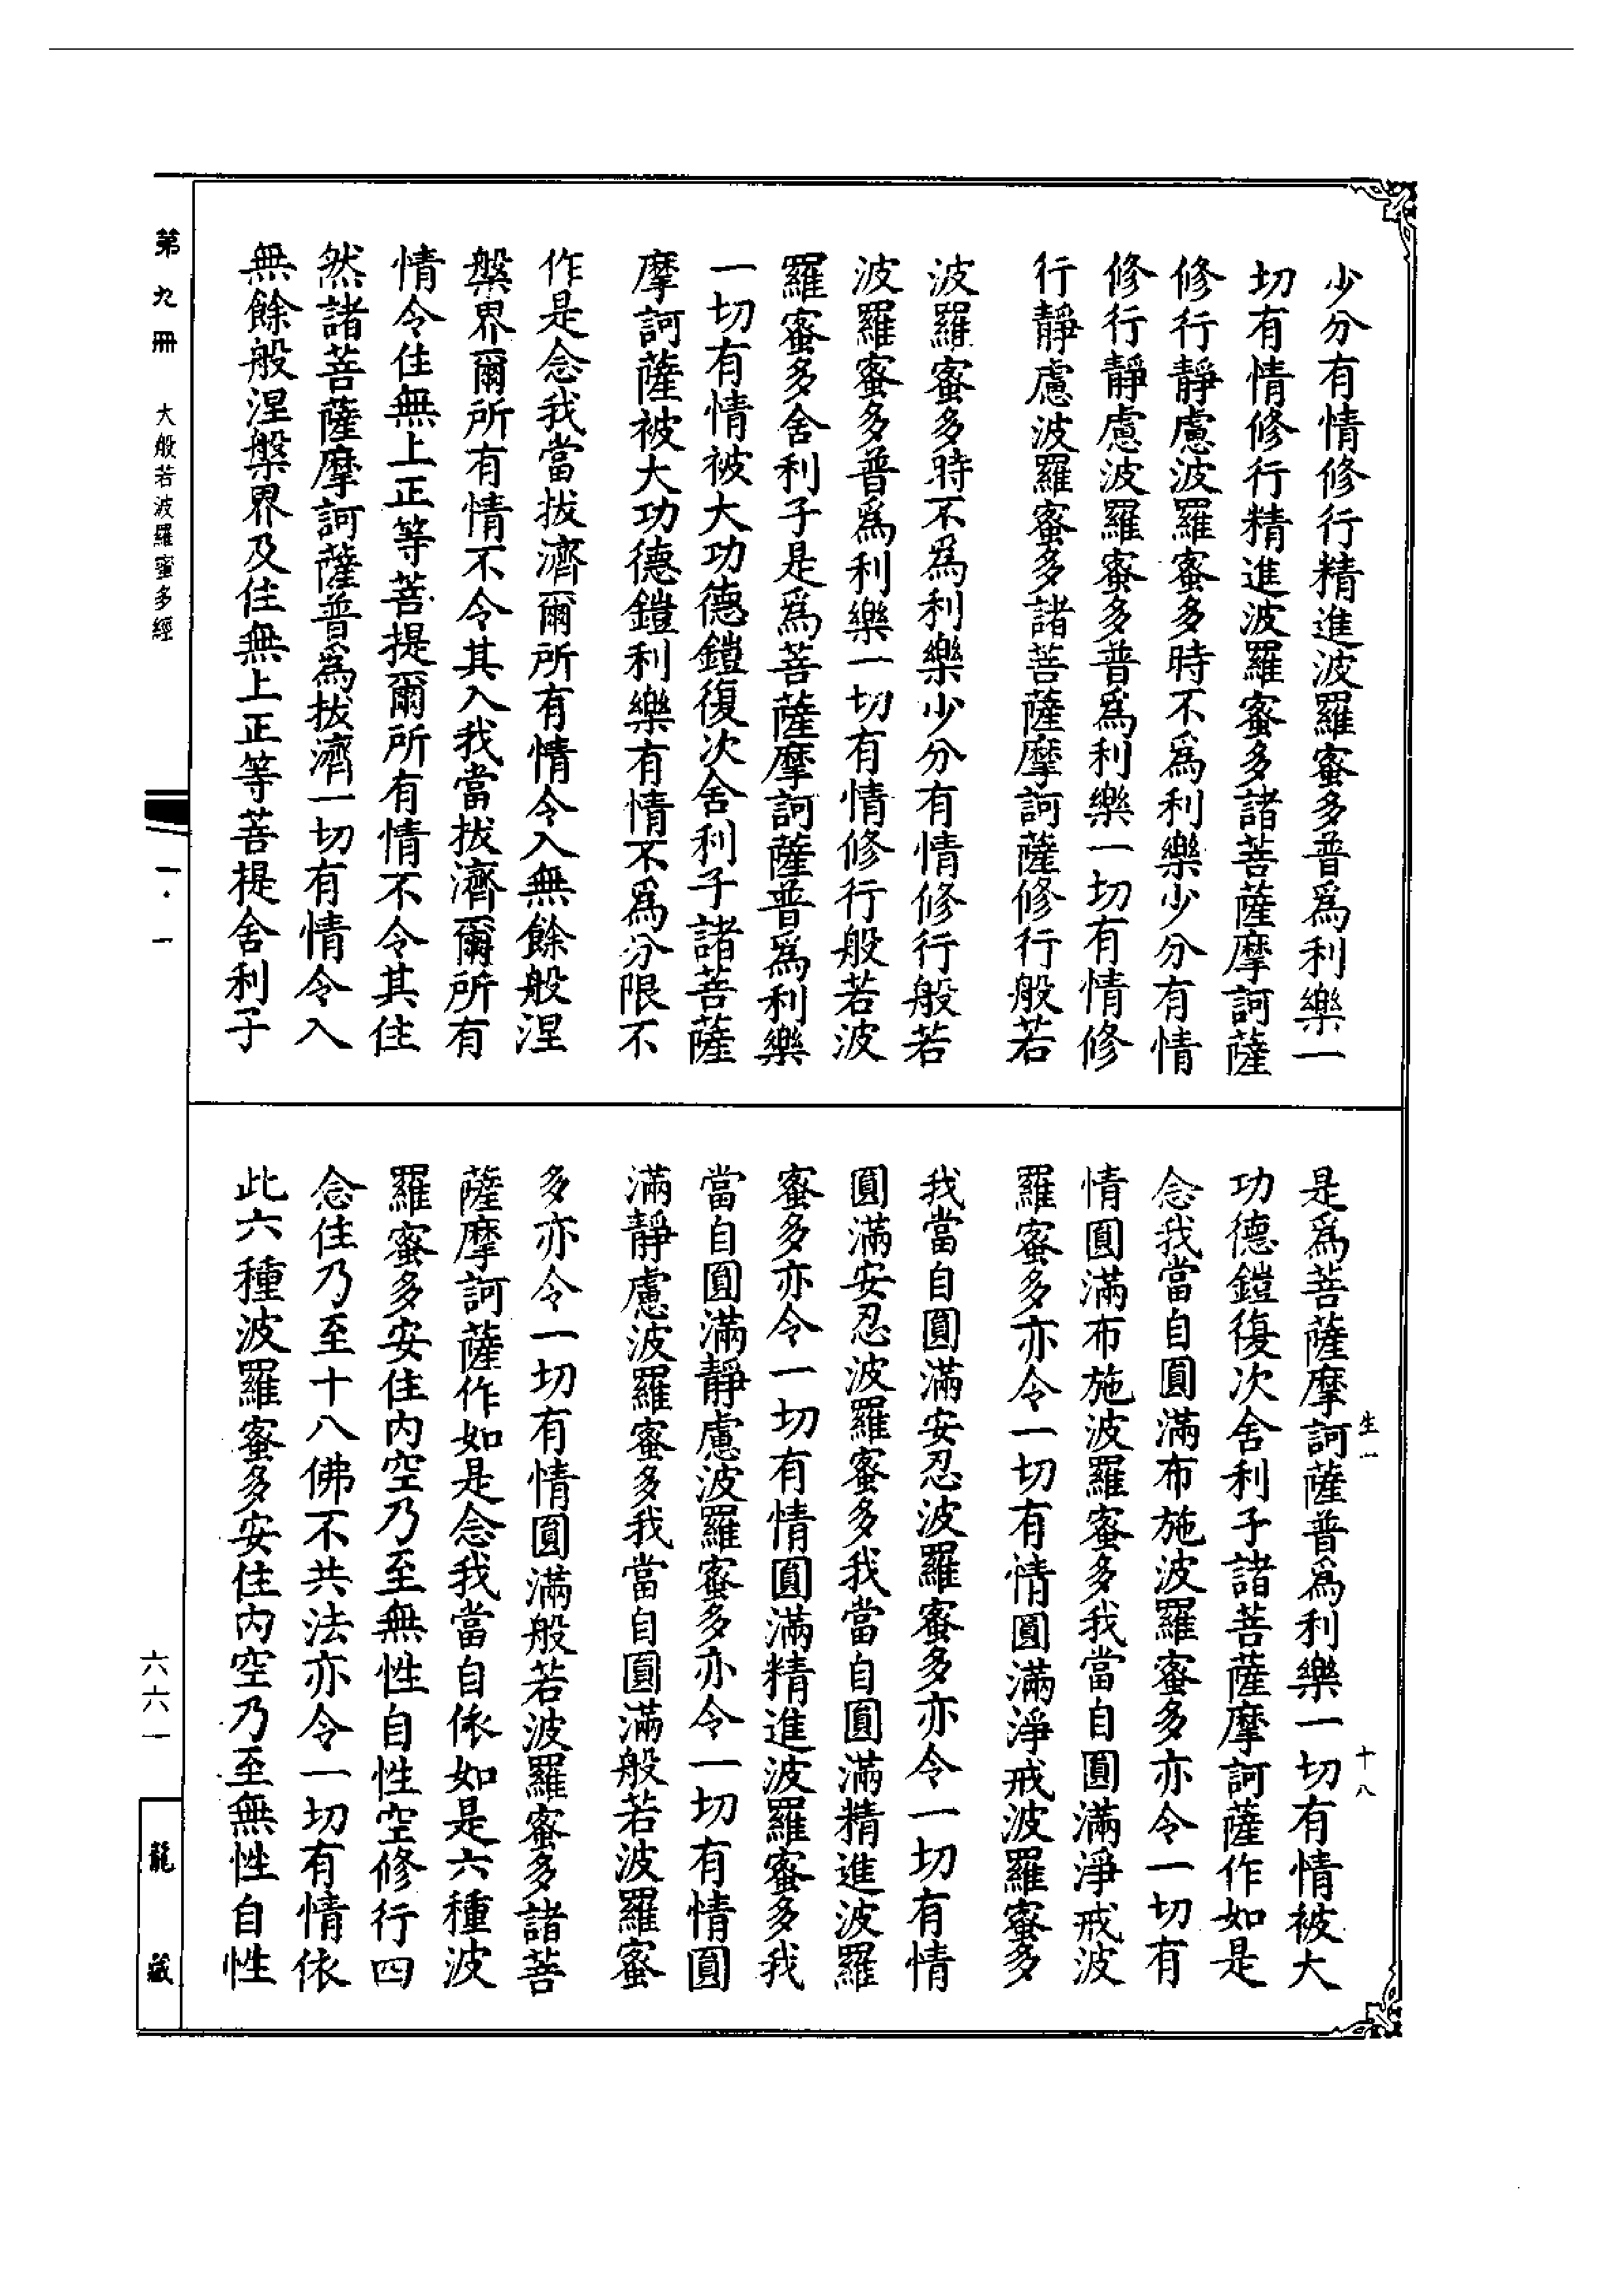 少分有情修行精進波羅蜜多普為利樂一
切有情修行精進波羅蜜多諸菩薩摩訶薩
修行靜慮波羅蜜多時不為利樂少分有情
修行靜慮波羅蜜多普為利樂一切有情修
行靜慮波羅蜜多諸菩薩摩訶薩修行般若
波羅蜜多時不為利樂少分有情修行般若
波羅蜜多普為利樂一切有情修行般若波
羅蜜多舍利子是為菩薩摩訶薩普為利樂
一切有情被大功德鎧復次舍利子諸菩薩
摩訶薩被大功德鎧利樂有情不為分限不
作是念我當拔濟爾所有情令入無餘般涅
槃界爾所有情不令其入我當拔濟爾所有
情令住無上正等菩提爾所有情不令其住
然諸菩薩摩訶薩普為拔濟一切有情令入
無餘般涅槃界及住無上正等菩提舍利子
是為菩薩摩訶薩普為利樂一切有情被大
功德鎧復次舍利子諸菩薩摩訶薩作如是
念我當自圓滿布施波羅蜜多亦令一切有
情圓滿布施波羅蜜多我當自圓滿淨戒波
羅蜜多亦令一切有情圓滿淨戒波羅蜜多
我當自圓滿安忍波羅蜜多亦令一切有情
圓滿安忍波羅蜜多我當自圓滿精進波羅
蜜多亦令一切有情圓滿精進波羅蜜多我
當自圓滿靜慮波羅蜜多亦令一切有情圓
滿靜慮波羅蜜多我當自圓滿般若波羅蜜
多亦令一切有情圓滿般若波羅蜜多諸菩
薩摩訶薩作如是念我當自依如是六種波
羅蜜多安住內空乃至無性自性空修行四
念住乃至十八佛不共法亦令一切有情依
此六種波羅蜜多安住內空乃至無性自性
生一 十八
第九冊 大般若波羅蜜多經 一·一 六六一 龍藏